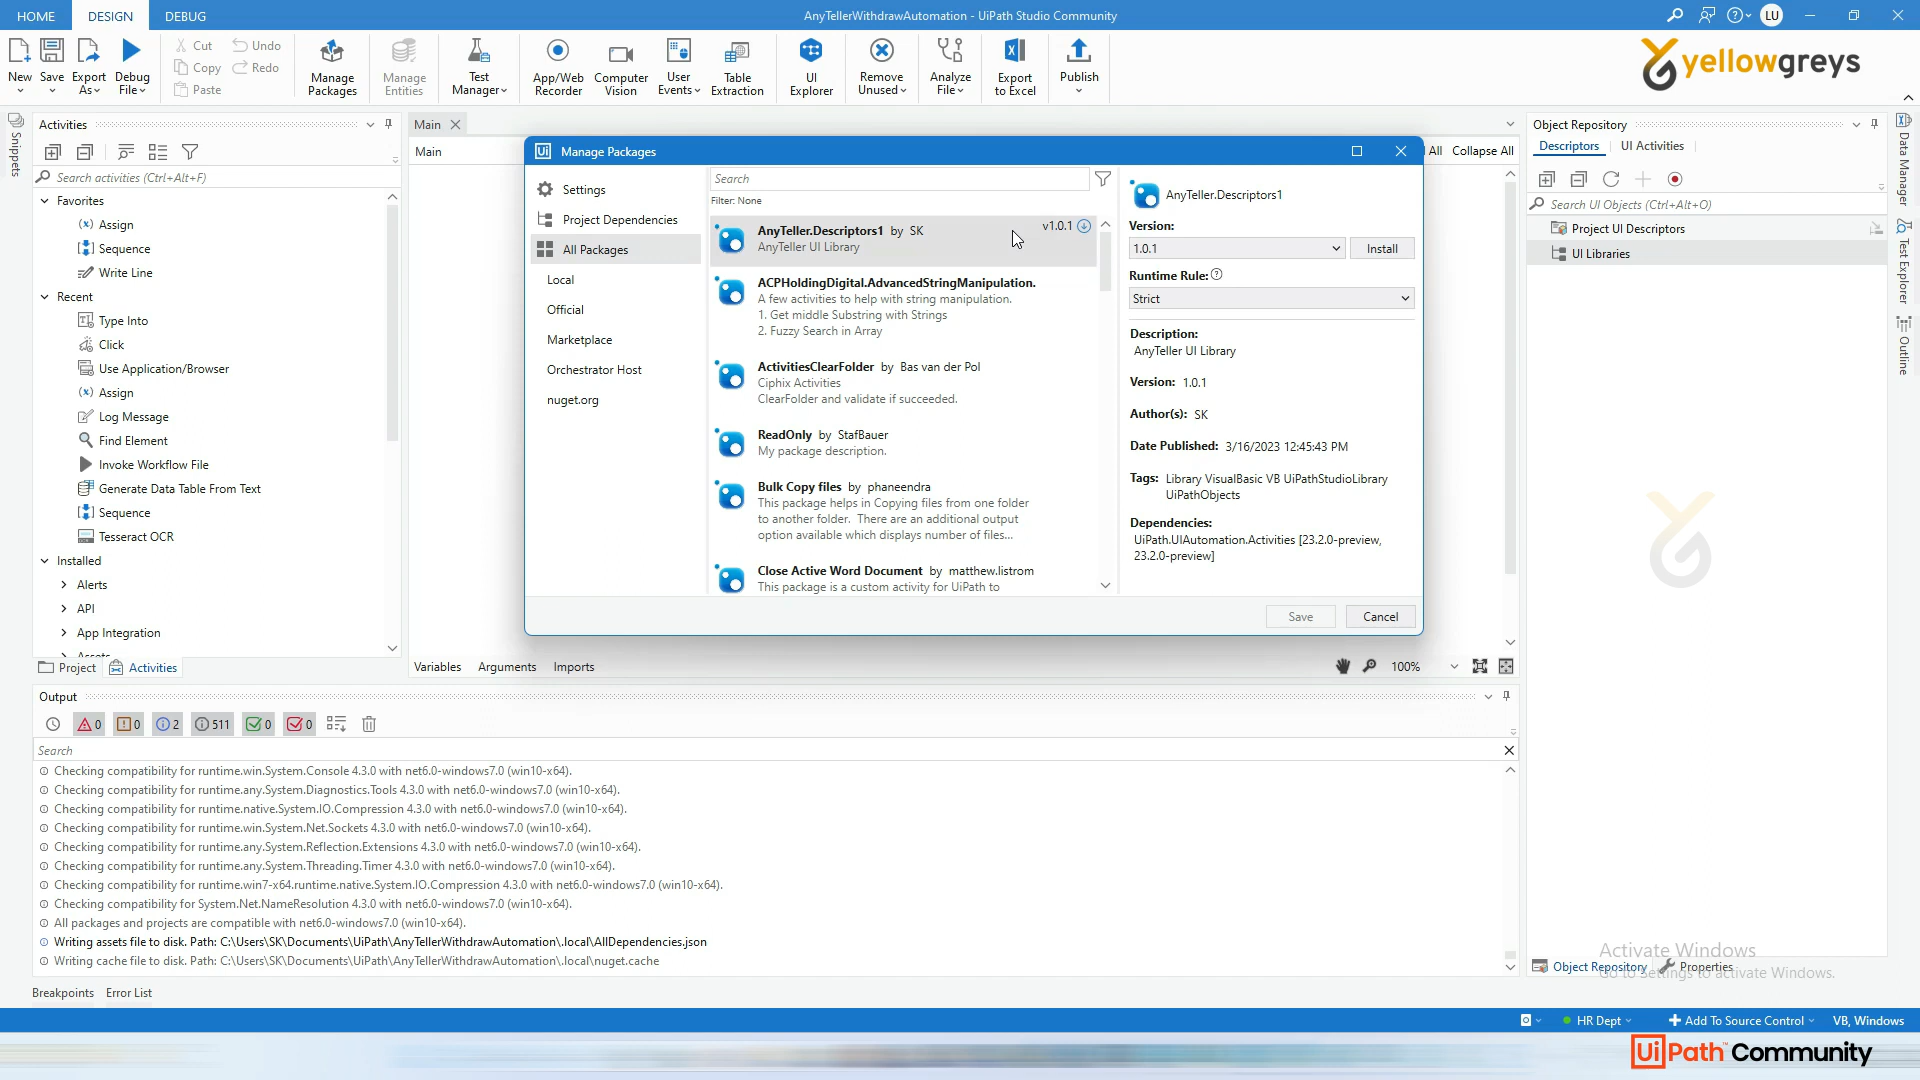 HOME DESIGN DEBUG
AnyTellerWithdrawAutomation - UiPath Studio Community
LU
New Save Export As Debug File
Cut Copy Paste Undo Redo
Manage Packages
Manage Entities
Test Manager
App/Web Recorder
Computer Vision
User Events
Table Extraction
UI Explorer
Remove Unused
Analyze File
Export to Excel
Publish
yellowgreys
Snippets
Activities
Search activities (Ctrl+Alt+F)
Favorites
Assign
Sequence
Write Line
Recent
Type Into
Click
Use Application/Browser
Assign
Log Message
Find Element
Invoke Workflow File
Generate Data Table From Text
Sequence
Tesseract OCR
Installed
Alerts
API
App Integration
Assets
Project Activities
Main
Main
All Collapse All
Manage Packages
Settings
Project Dependencies
All Packages
Local
Official
Marketplace
Orchestrator Host
nuget.org
Search
Filter: None
AnyTeller.Descriptors1 by SK v1.0.1
AnyTeller UI Library
ACPHoldingDigital.AdvancedStringManipulation.
A few activities to help with string manipulation.
1. Get middle Substring with Strings
2. Fuzzy Search in Array
ActivitiesClearFolder by Bas van der Pol
Ciphix Activities
ClearFolder and validate if succeeded.
ReadOnly by StafBauer
My package description.
Bulk Copy files by phaneendra
This package helps in Copying files from one folder
to another folder. There are an additional output
option available which displays number of files...
Close Active Word Document by matthew.listrom
This package is a custom activity for UiPath to
AnyTeller.Descriptors1
Version:
1.0.1 Install
Runtime Rule:
Strict
Description:
AnyTeller UI Library
Version: 1.0.1
Author(s): SK
Date Published: 3/16/2023 12:45:43 PM
Tags: Library VisualBasic VB UiPathStudioLibrary
UiPathObjects
Dependencies:
UiPath.UIAutomation.Activities [23.2.0-preview,
23.2.0-preview]
Save Cancel
Variables Arguments Imports
100%
Object Repository
Descriptors UI Activities
Search UI Objects (Ctrl+Alt+O)
Project UI Descriptors
UI Libraries
Data Manager
Test Explorer
Outline
Output
0 0 2 511 0 0
Search
Checking compatibility for runtime.win.System.Console 4.3.0 with net6.0-windows7.0 (win10-x64).
Checking compatibility for runtime.any.System.Diagnostics.Tools 4.3.0 with net6.0-windows7.0 (win10-x64).
Checking compatibility for runtime.native.System.IO.Compression 4.3.0 with net6.0-windows7.0 (win10-x64).
Checking compatibility for runtime.win.System.Net.Sockets 4.3.0 with net6.0-windows7.0 (win10-x64).
Checking compatibility for runtime.any.System.Reflection.Extensions 4.3.0 with net6.0-windows7.0 (win10-x64).
Checking compatibility for runtime.any.System.Threading.Timer 4.3.0 with net6.0-windows7.0 (win10-x64).
Checking compatibility for runtime.win7-x64.runtime.native.System.IO.Compression 4.3.0 with net6.0-windows7.0 (win10-x64).
Checking compatibility for System.Net.NameResolution 4.3.0 with net6.0-windows7.0 (win10-x64).
All packages and projects are compatible with net6.0-windows7.0 (win10-x64).
Writing assets file to disk. Path: C:\Users\SK\Documents\UiPath\AnyTellerWithdrawAutomation\.local\AllDependencies.json
Writing cache file to disk. Path: C:\Users\SK\Documents\UiPath\AnyTellerWithdrawAutomation\.local\nuget.cache
Activate Windows
Go to Settings to activate Windows.
Object Repository Properties
Breakpoints Error List
HR Dept Add To Source Control VB, Windows
UiPath™ Community